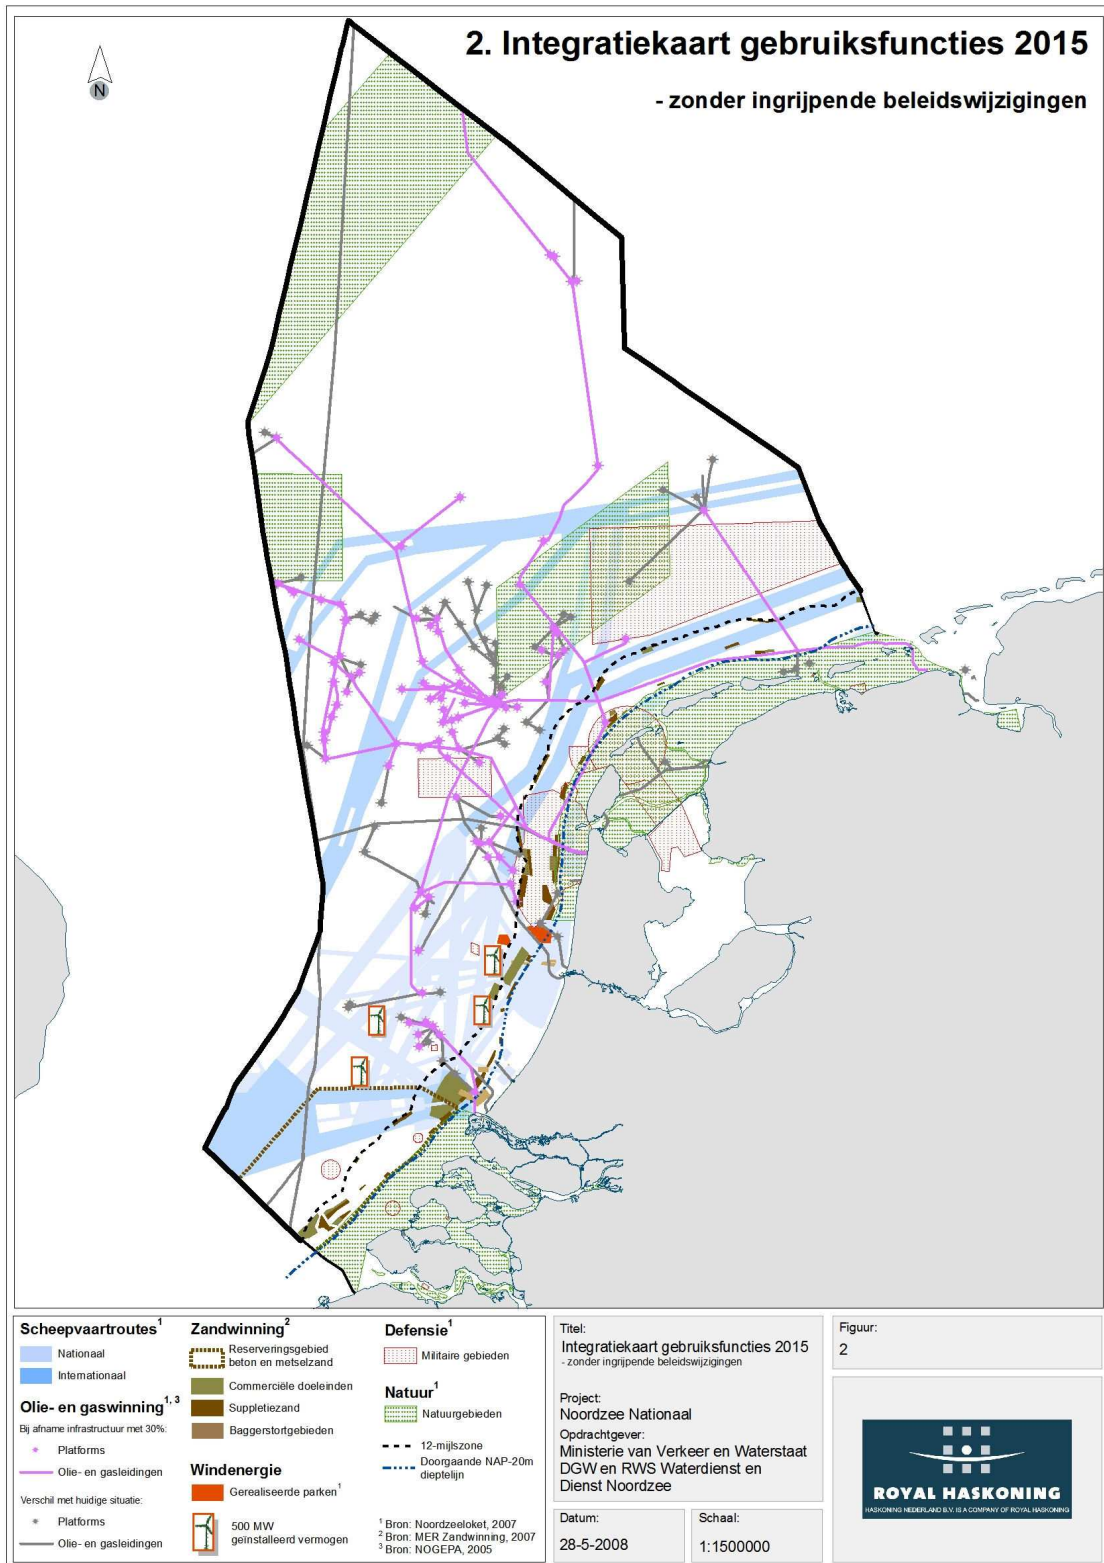 2. Integratiekaart gebruiksfuncties 2015
- zonder ingrijpende beleidswijzigingen
N
Scheepvaartroutes¹
Nationaal
Internationaal
Olie- en gaswinning¹˒ ³
Bij afname infrastructuur met 30%:
Platforms
Olie- en gasleidingen
Verschil met huidige situatie:
Platforms
Olie- en gasleidingen
Zandwinning²
Reserveringsgebied
beton en metselzand
Commerciële doeleinden
Suppletiezand
Baggerstortgebieden
Windenergie
Gerealiseerde parken¹
500 MW
geïnstalleerd vermogen
Defensie¹
Militaire gebieden
Natuur¹
Natuurgebieden
12-mijlszone
Doorgaande NAP-20m
dieptelijn
¹ Bron: Noordzeeloket, 2007
² Bron: MER Zandwinning, 2007
³ Bron: NOGEPA, 2005
Titel:
Integratiekaart gebruiksfuncties 2015
- zonder ingrijpende beleidswijzigingen
Project:
Noordzee Nationaal
Opdrachtgever:
Ministerie van Verkeer en Waterstaat
DGW en RWS Waterdienst en
Dienst Noordzee
Datum:
28-5-2008
Schaal:
1:1500000
Figuur:
2
ROYAL HASKONING
HASKONING NEDERLAND B.V. IS A COMPANY OF ROYAL HASKONING